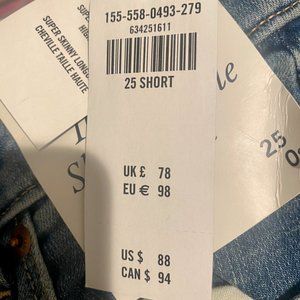 155-558-0493-279
634251611
25 SHORT
UK £ 78
EU € 98
US $ 88
CAN $ 94
SUPER SKINNY
CHEVILLE TAILLE HAUTE
25